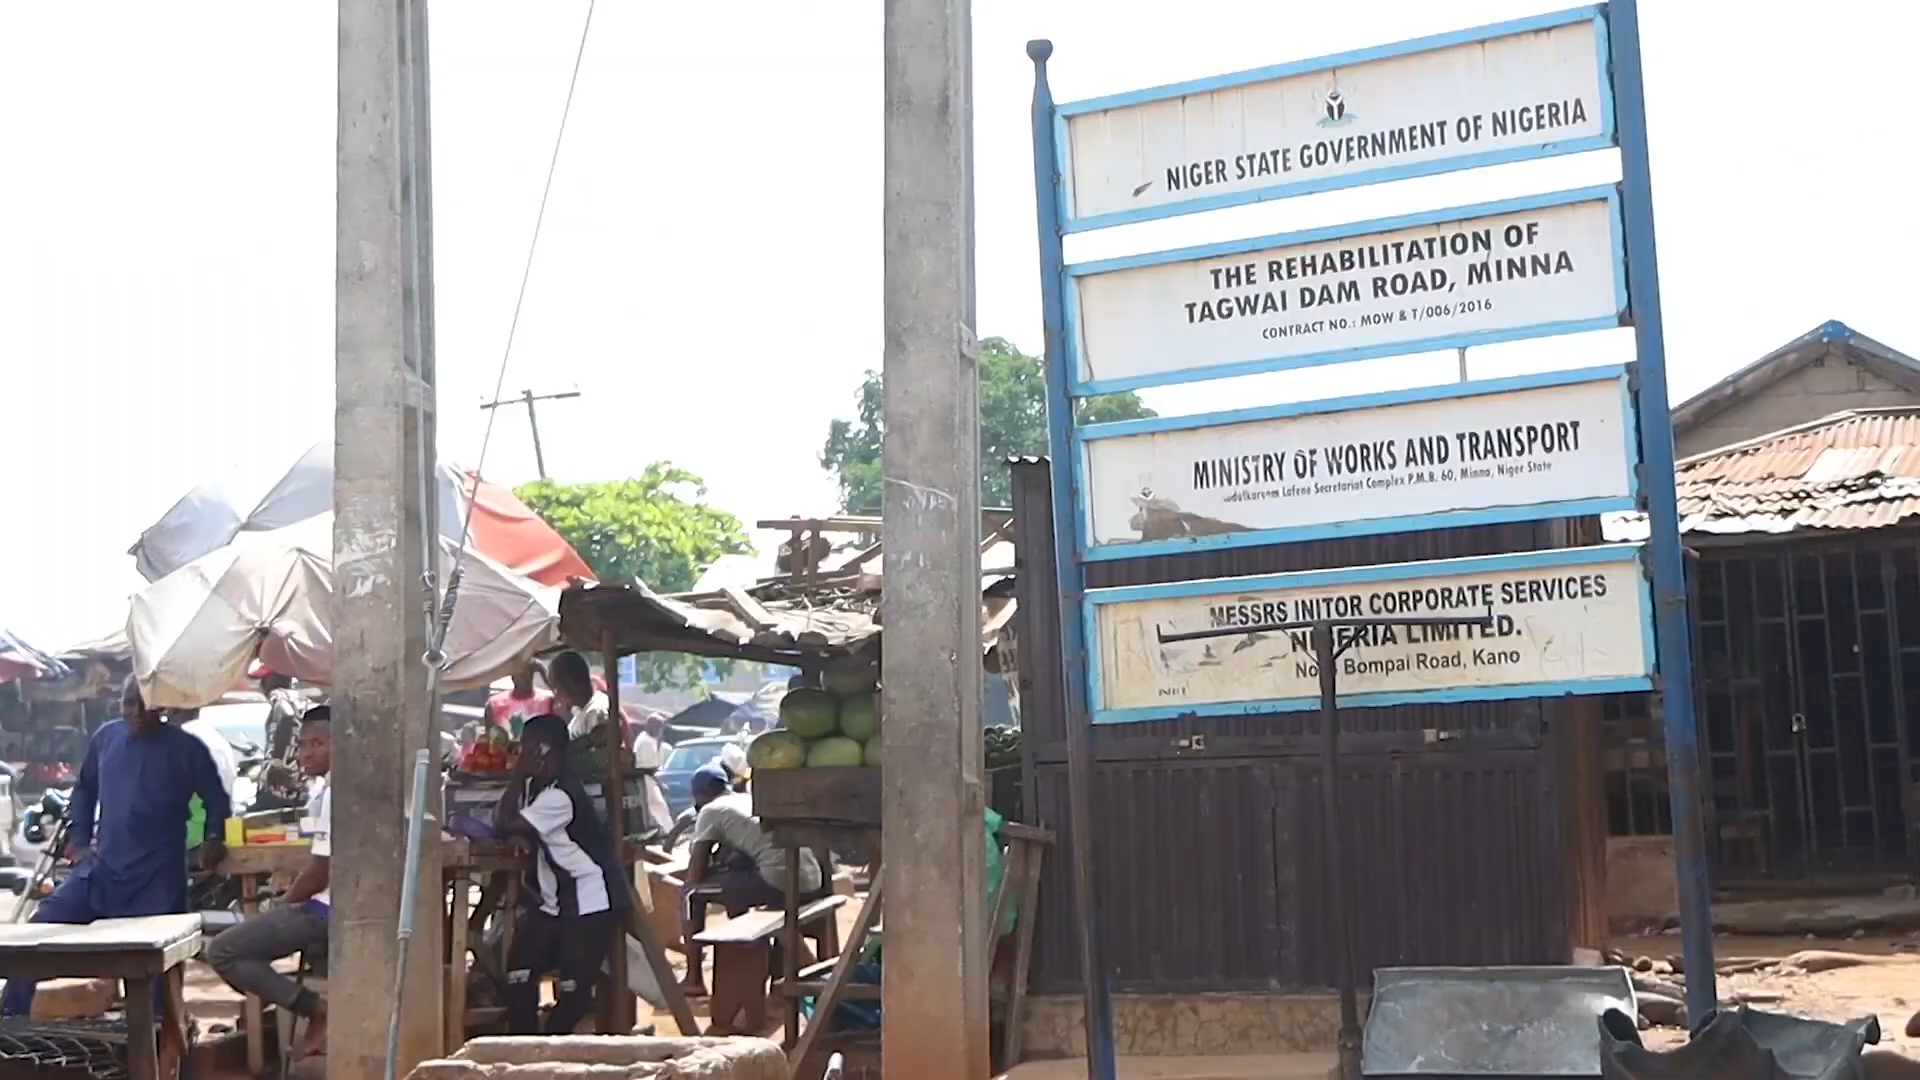 NIGER STATE GOVERNMENT OF NIGERIA
THE REHABILITATION OF
TAGWAI DAM ROAD, MINNA
CONTRACT NO.: MOW & T/006/2016
MINISTRY OF WORKS AND TRANSPORT
Lafene Secretariat Complex P.M.B. 60, Minna, Niger State
MESSRS INITOR CORPORATE SERVICES
NIGERIA LIMITED.
Bompai Road, Kano